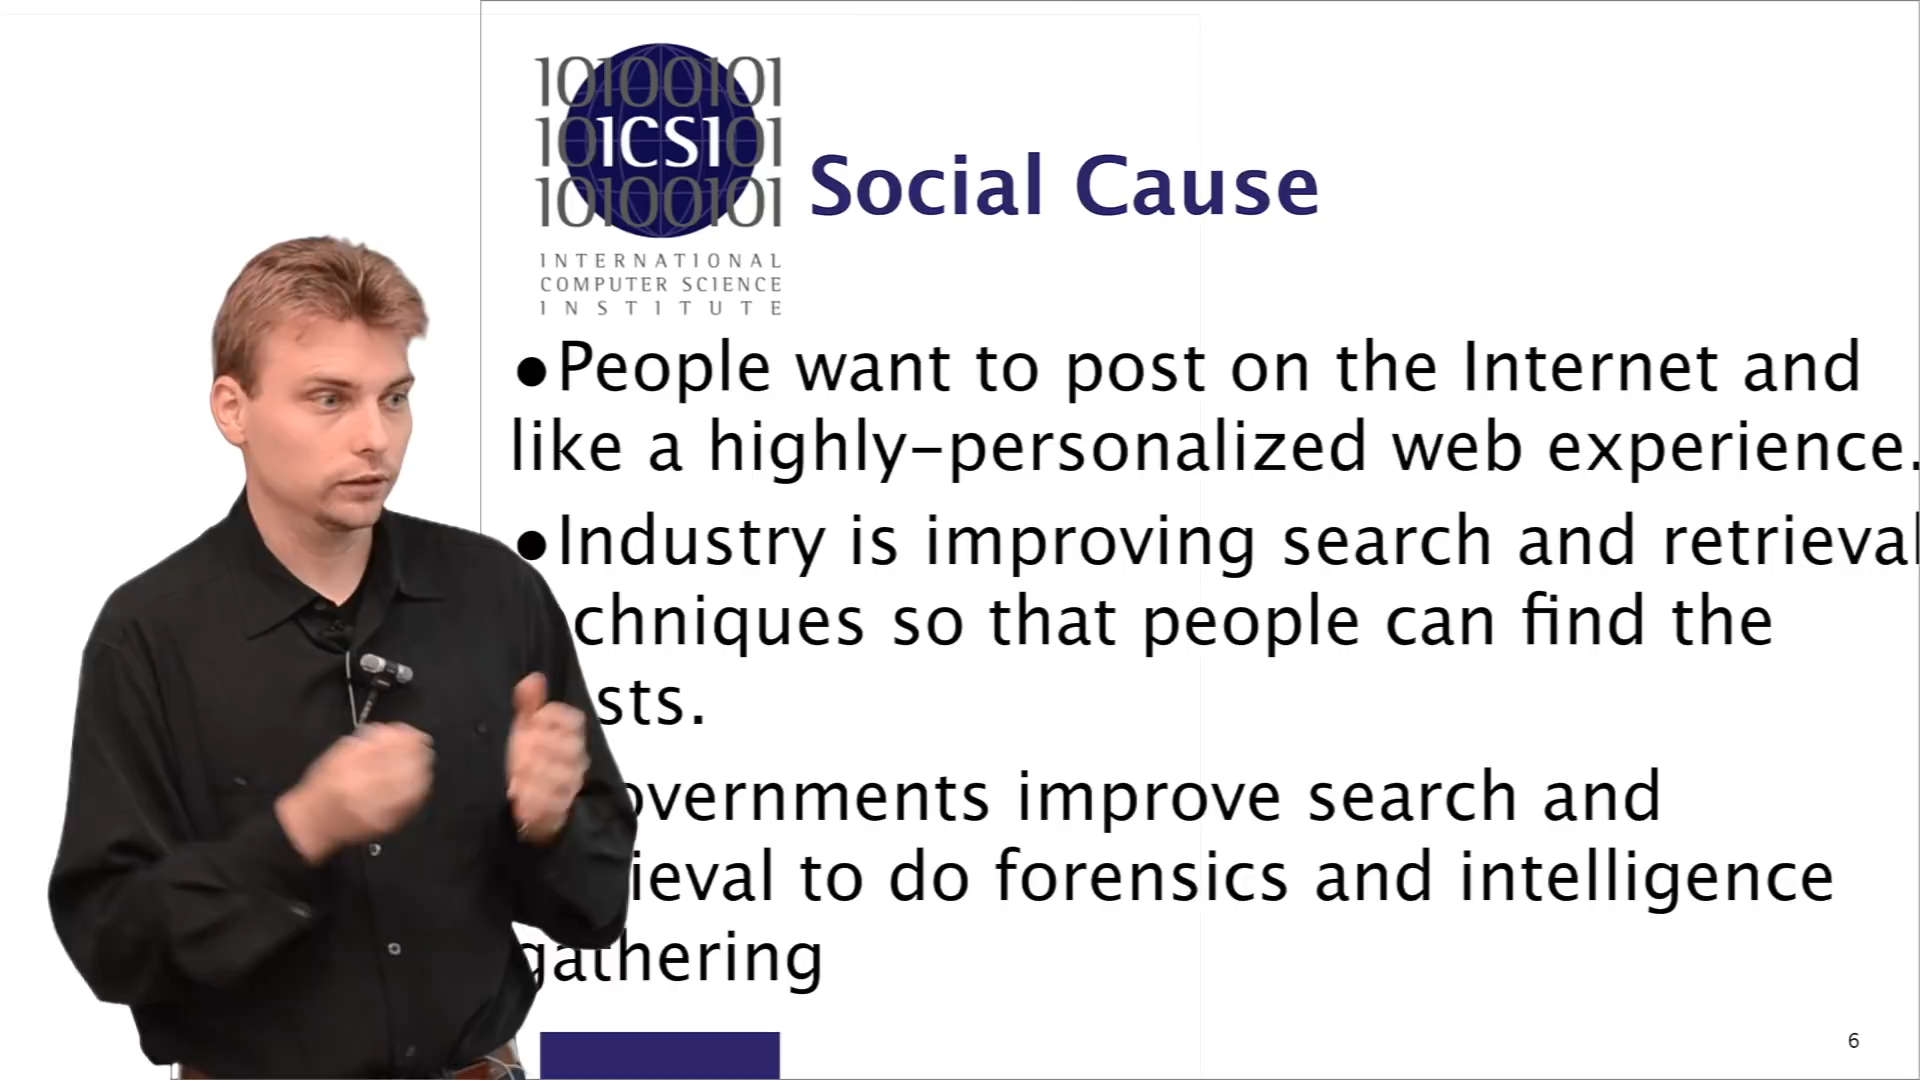 10100101
10ICSI01
10100101
INTERNATIONAL
COMPUTER SCIENCE
INSTITUTE
Social Cause
●People want to post on the Internet and
like a highly-personalized web experience.
●Industry is improving search and retrieval
chniques so that people can find the
sts.
overnments improve search and
ieval to do forensics and intelligence
gathering
6